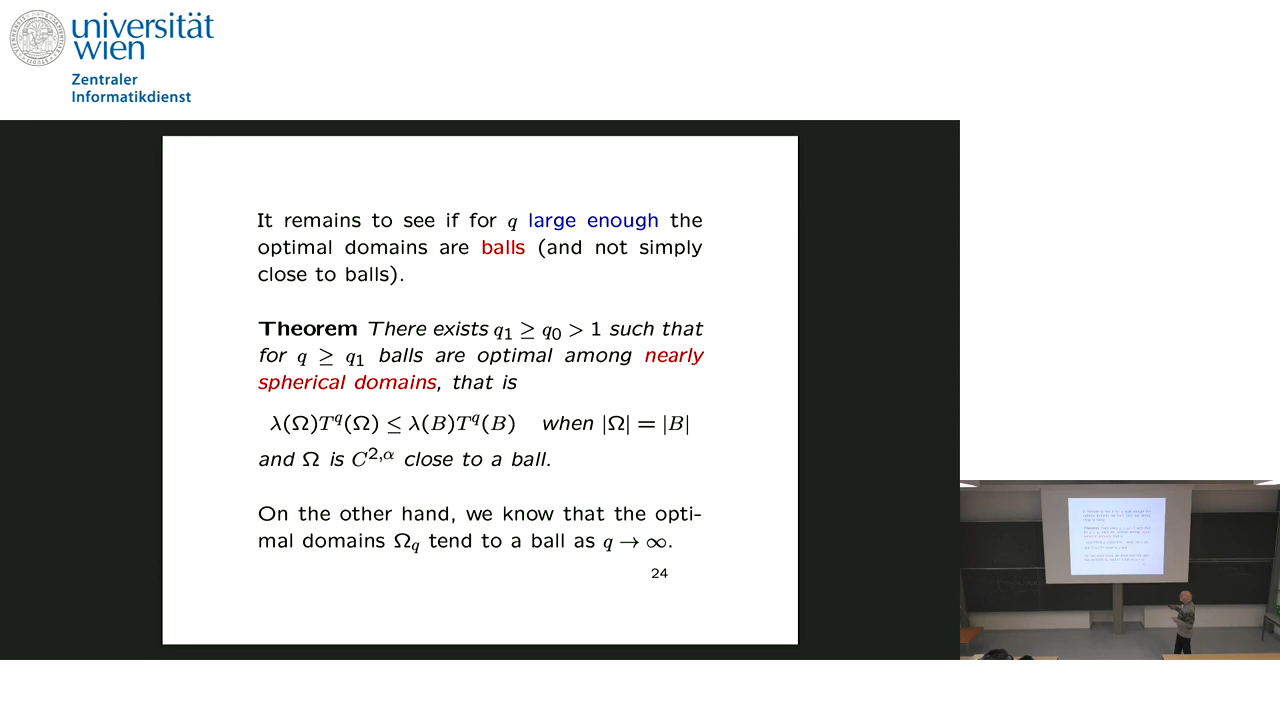 universität
wien
Zentraler
Informatikdienst
It remains to see if for q large enough the
optimal domains are balls (and not simply
close to balls).
Theorem There exists q₁ ≥ q₀ > 1 such that
for q ≥ q₁ balls are optimal among nearly
spherical domains, that is
λ(Ω)T^q(Ω) ≤ λ(B)T^q(B) when |Ω| = |B|
and Ω is C^{2,α} close to a ball.
On the other hand, we know that the opti-
mal domains Ω_q tend to a ball as q → ∞.
24